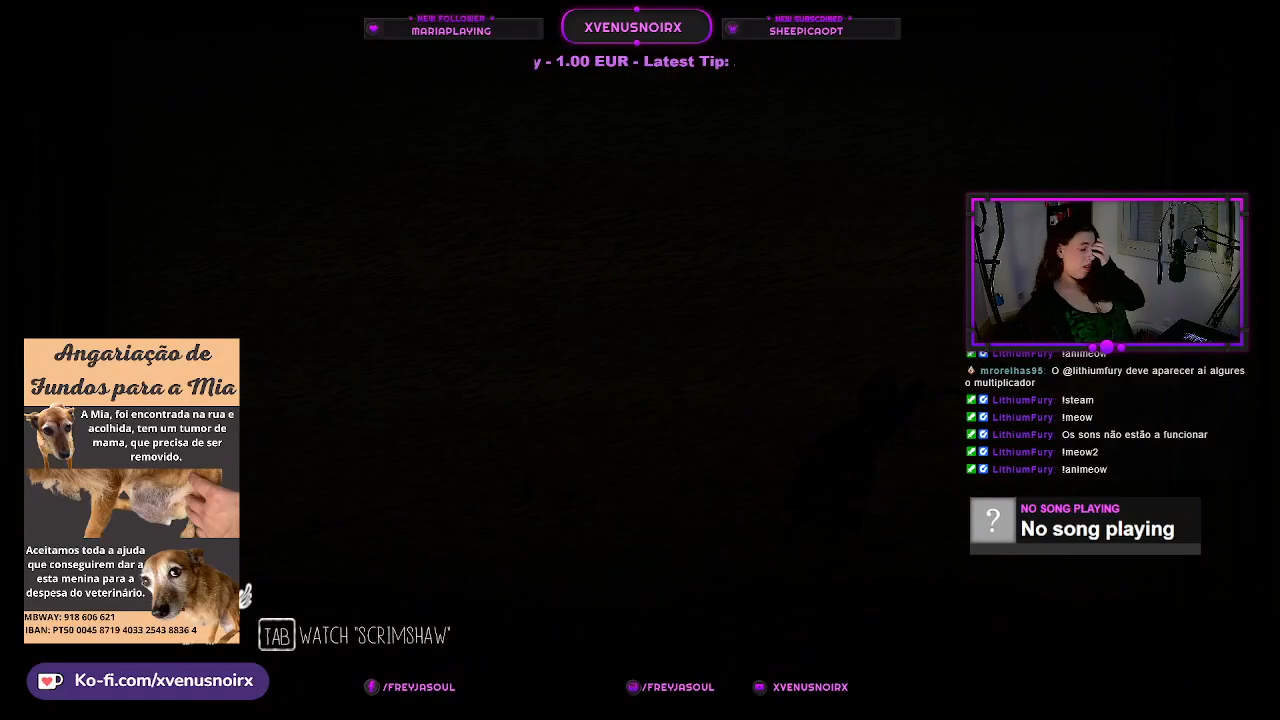 NEW FOLLOWER
MARIAPLAYING
XVENUSNOIRX
NEW SUBSCRIBED
SHEEPICAOPT
y - 1.00 EUR - Latest Tip:
LithiumFury: !animeow
mrorelhas95: O @lithiumfury deve aparecer aí algures
o multiplicador
LithiumFury: !steam
LithiumFury: !meow
LithiumFury: Os sons não estão a funcionar
LithiumFury: !meow2
LithiumFury: !animeow
NO SONG PLAYING
?
No song playing
Angariação de
Fundos para a Mia
A Mia, foi encontrada na rua e
acolhida, tem um tumor de
mama, que precisa de ser
removido.
Aceitamos toda a ajuda
que conseguirem dar a
esta menina para a
despesa do veterinário.
MBWAY: 918 606 621
IBAN: PT50 0045 8719 4033 2543 8836 4
TAB WATCH "SCRIMSHAW"
Ko-fi.com/xvenusnoirx
/FREYJASOUL
/FREYJASOUL
XVENUSNOIRX